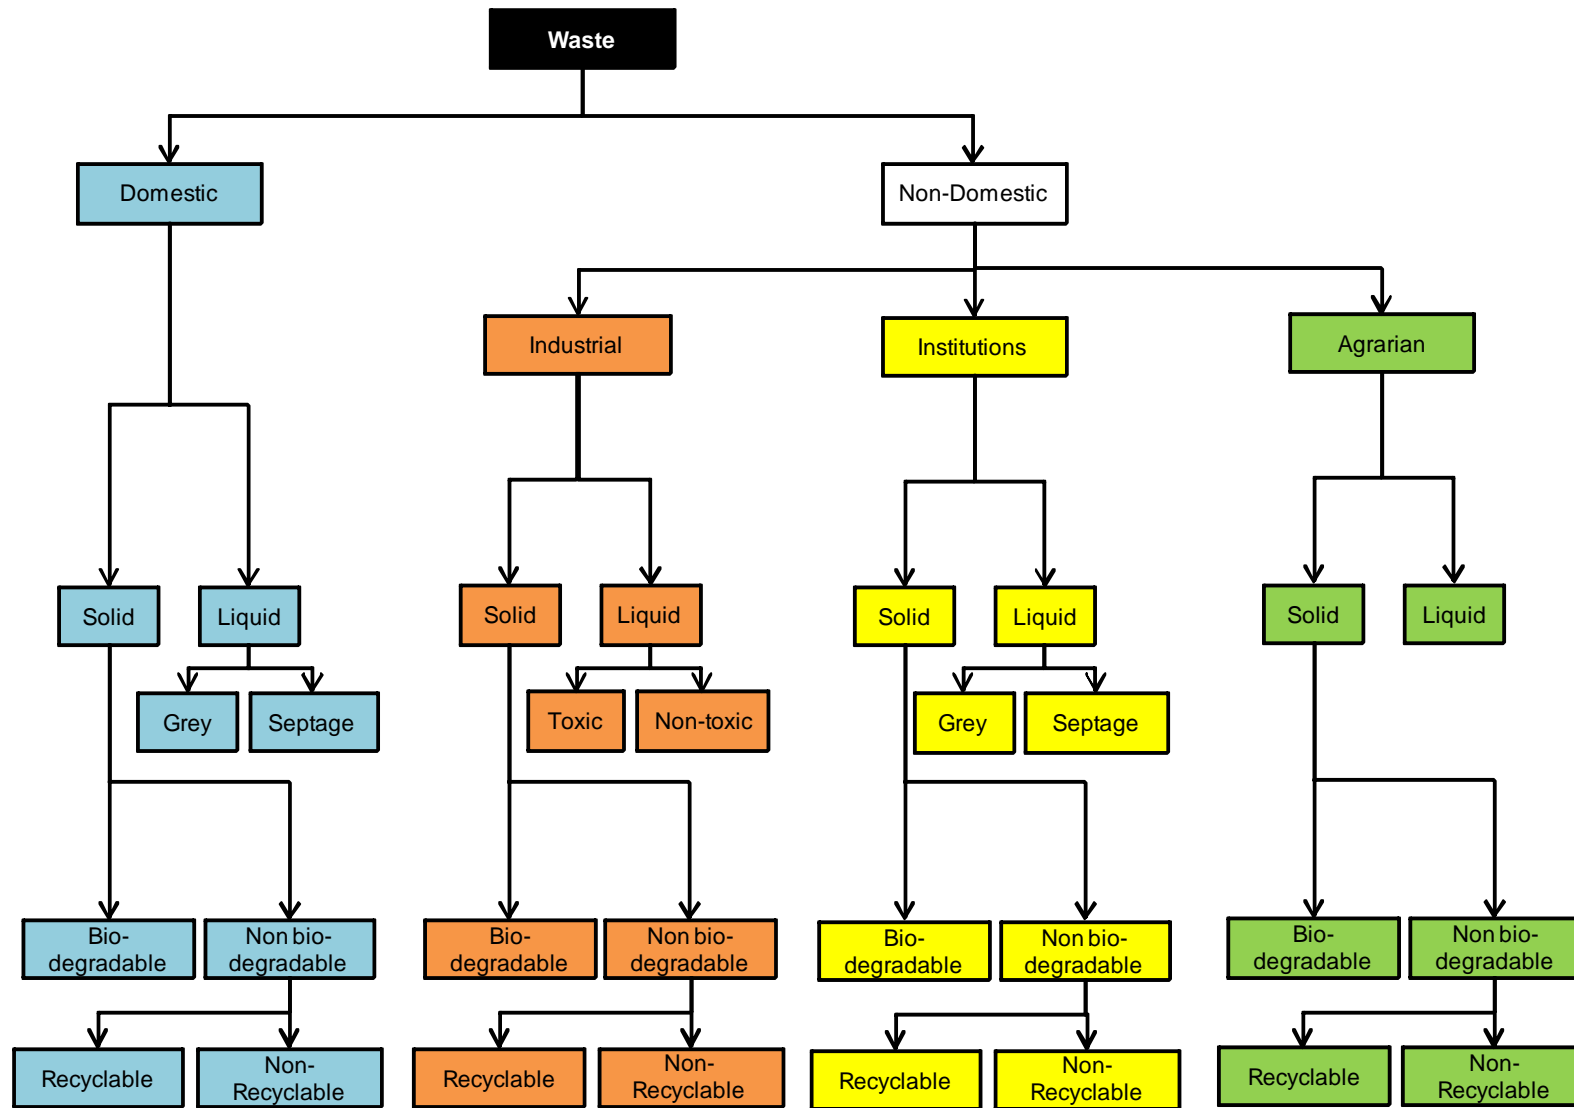 Waste
Domestic
Non-Domestic
Industrial
Institutions
Agrarian
Solid
Liquid
Solid
Liquid
Solid
Liquid
Solid
Liquid
Grey
Septage
Toxic
Non-toxic
Grey
Septage
Bio-
degradable
Non bio-
degradable
Bio-
degradable
Non bio-
degradable
Bio-
degradable
Non bio-
degradable
Bio-
degradable
Non bio-
degradable
Recyclable
Non-
Recyclable
Recyclable
Non-
Recyclable
Recyclable
Non-
Recyclable
Recyclable
Non-
Recyclable